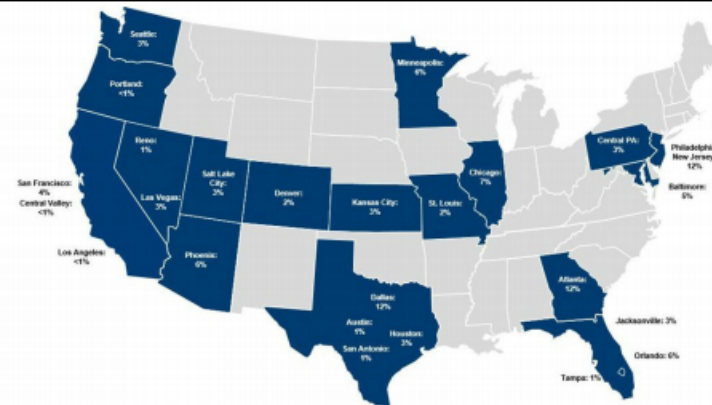 Seattle:
3%
Portland:
<1%
Minneapolis:
6%
Reno:
1%
Central PA:
3%
Philadelphi
New Jersey
12%
Baltimore:
5%
San Francisco:
4%
Central Valley:
<1%
Las Vegas:
3%
Salt Lake
City:
3%
Denver:
2%
Kansas City:
3%
St. Louis:
2%
Chicago:
7%
Los Angeles:
<1%
Phoenix:
6%
Dallas:
12%
Austin:
1%
Houston:
3%
San Antonio:
1%
Atlanta:
12%
Jacksonville: 3%
Orlando: 6%
Tampa: 1%